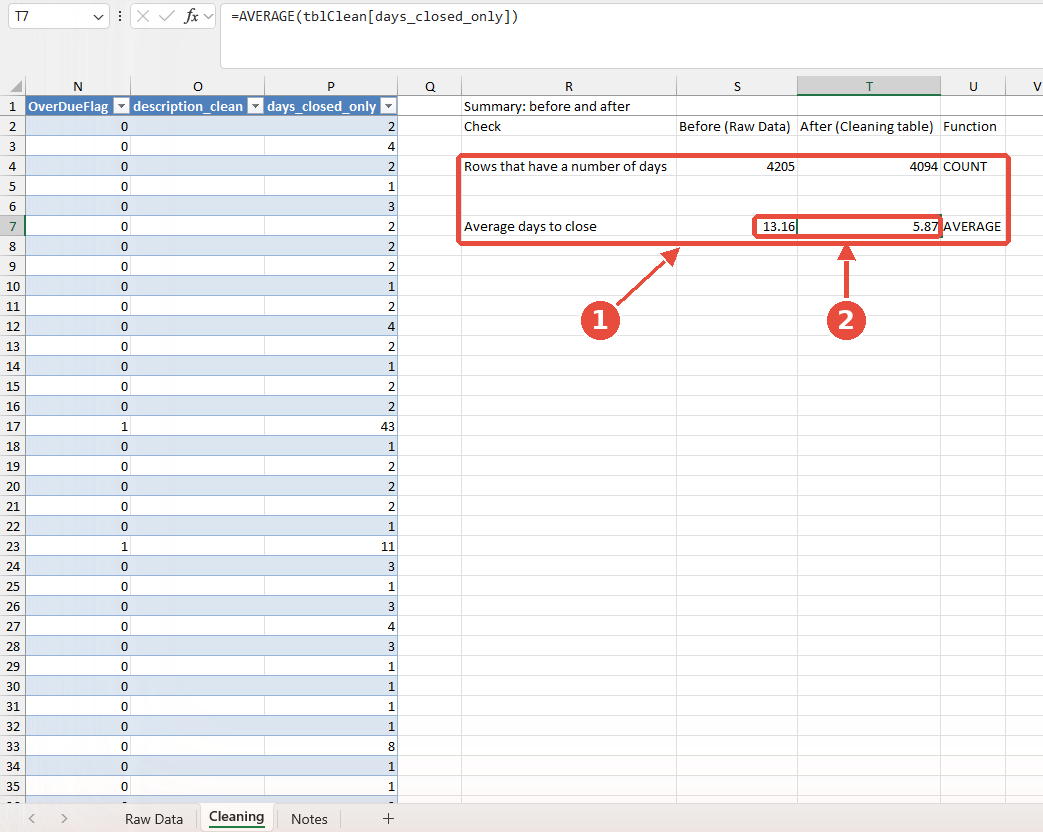 T7 fx =AVERAGE(tblClean[days_closed_only])
N O P Q R S T U V
1 OverDueFlag description_clean days_closed_only Summary: before and after
2 0 2 Check Before (Raw Data) After (Cleaning table) Function
3 0 4
4 0 2 Rows that have a number of days 4205 4094 COUNT
5 0 1
6 0 3
7 0 2 Average days to close 13.16 5.87 AVERAGE
8 0 2
9 0 2
10 0 1
11 0 2
12 0 4
1 2
13 0 2
14 0 1
15 0 2
16 0 2
17 1 43
18 0 1
19 0 2
20 0 2
21 0 2
22 0 1
23 1 11
24 0 3
25 0 1
26 0 3
27 0 4
28 0 3
29 0 1
30 0 1
31 0 1
32 0 1
33 0 8
34 0 1
35 0 1
Raw Data Cleaning Notes